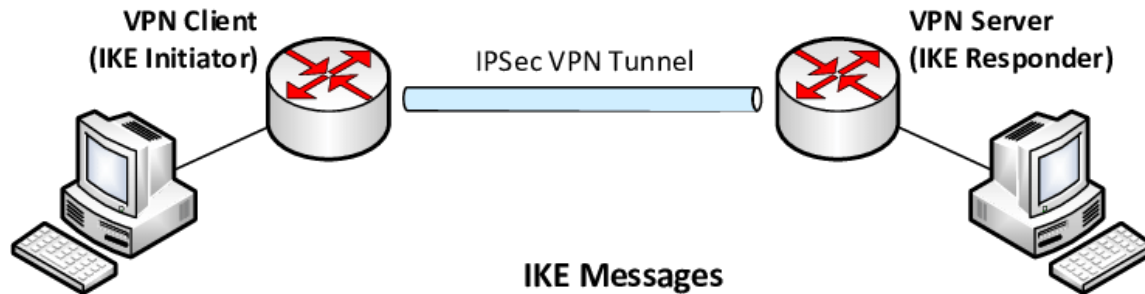 VPN Client
(IKE Initiator)
IPSec VPN Tunnel
VPN Server
(IKE Responder)
IKE Messages